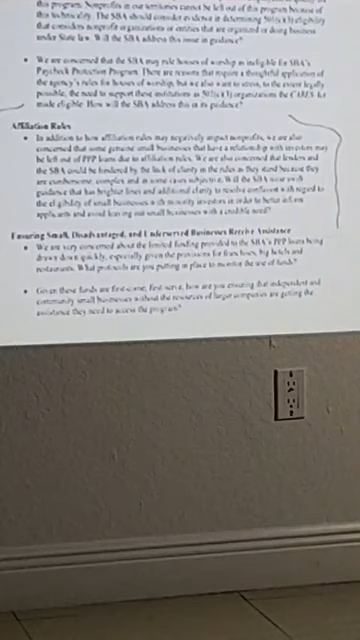 this program. Nonprofits in our territories cannot be left out of this program because of
this technicality. The SBA should consider evidence in determining 501(c)(3) eligibility
that considers nonprofit organizations or entities that are organized or doing business
under State law. Will the SBA address this issue in guidance?
• We are concerned that the SBA may rule houses of worship as ineligible for SBA's
Paycheck Protection Program. There are reasons that require a thoughtful application of
the agency's rules for houses of worship, but we also want to stress, to the extent legally
possible, the need to support these institutions as 501(c)(3) organizations the CARES Act
made eligible. How will the SBA address this in its guidance?
Affiliation Rules
• In addition to how affiliation rules may negatively impact nonprofits, we are also
concerned that some genuine small businesses that have a relationship with investors may
be left out of PPP loans due to affiliation rules. We are also concerned that lenders and
the SBA could be hindered by the lack of clarity in the rules as they stand because they
are cumbersome, complex and in some cases subjective. Will the SBA issue
guidance that has brighter lines and additional clarity to resolve confusion with regard to
the eligibility of small businesses with minority investors in order to better inform
applicants and avoid leaving out small businesses with a credible need?
Ensuring Small, Disadvantaged, and Underserved Businesses Receive Assistance
• We are very concerned about the limited funding provided to the SBA's PPP loans being
drawn down quickly, especially given the provisions for franchises, big hotels and
restaurants. What protocols are you putting in place to monitor the use of funds?
• Given these funds are first-come, first-serve, how are you ensuring that independent and
community small businesses without the resources of larger companies are getting the
assistance they need to access the program?